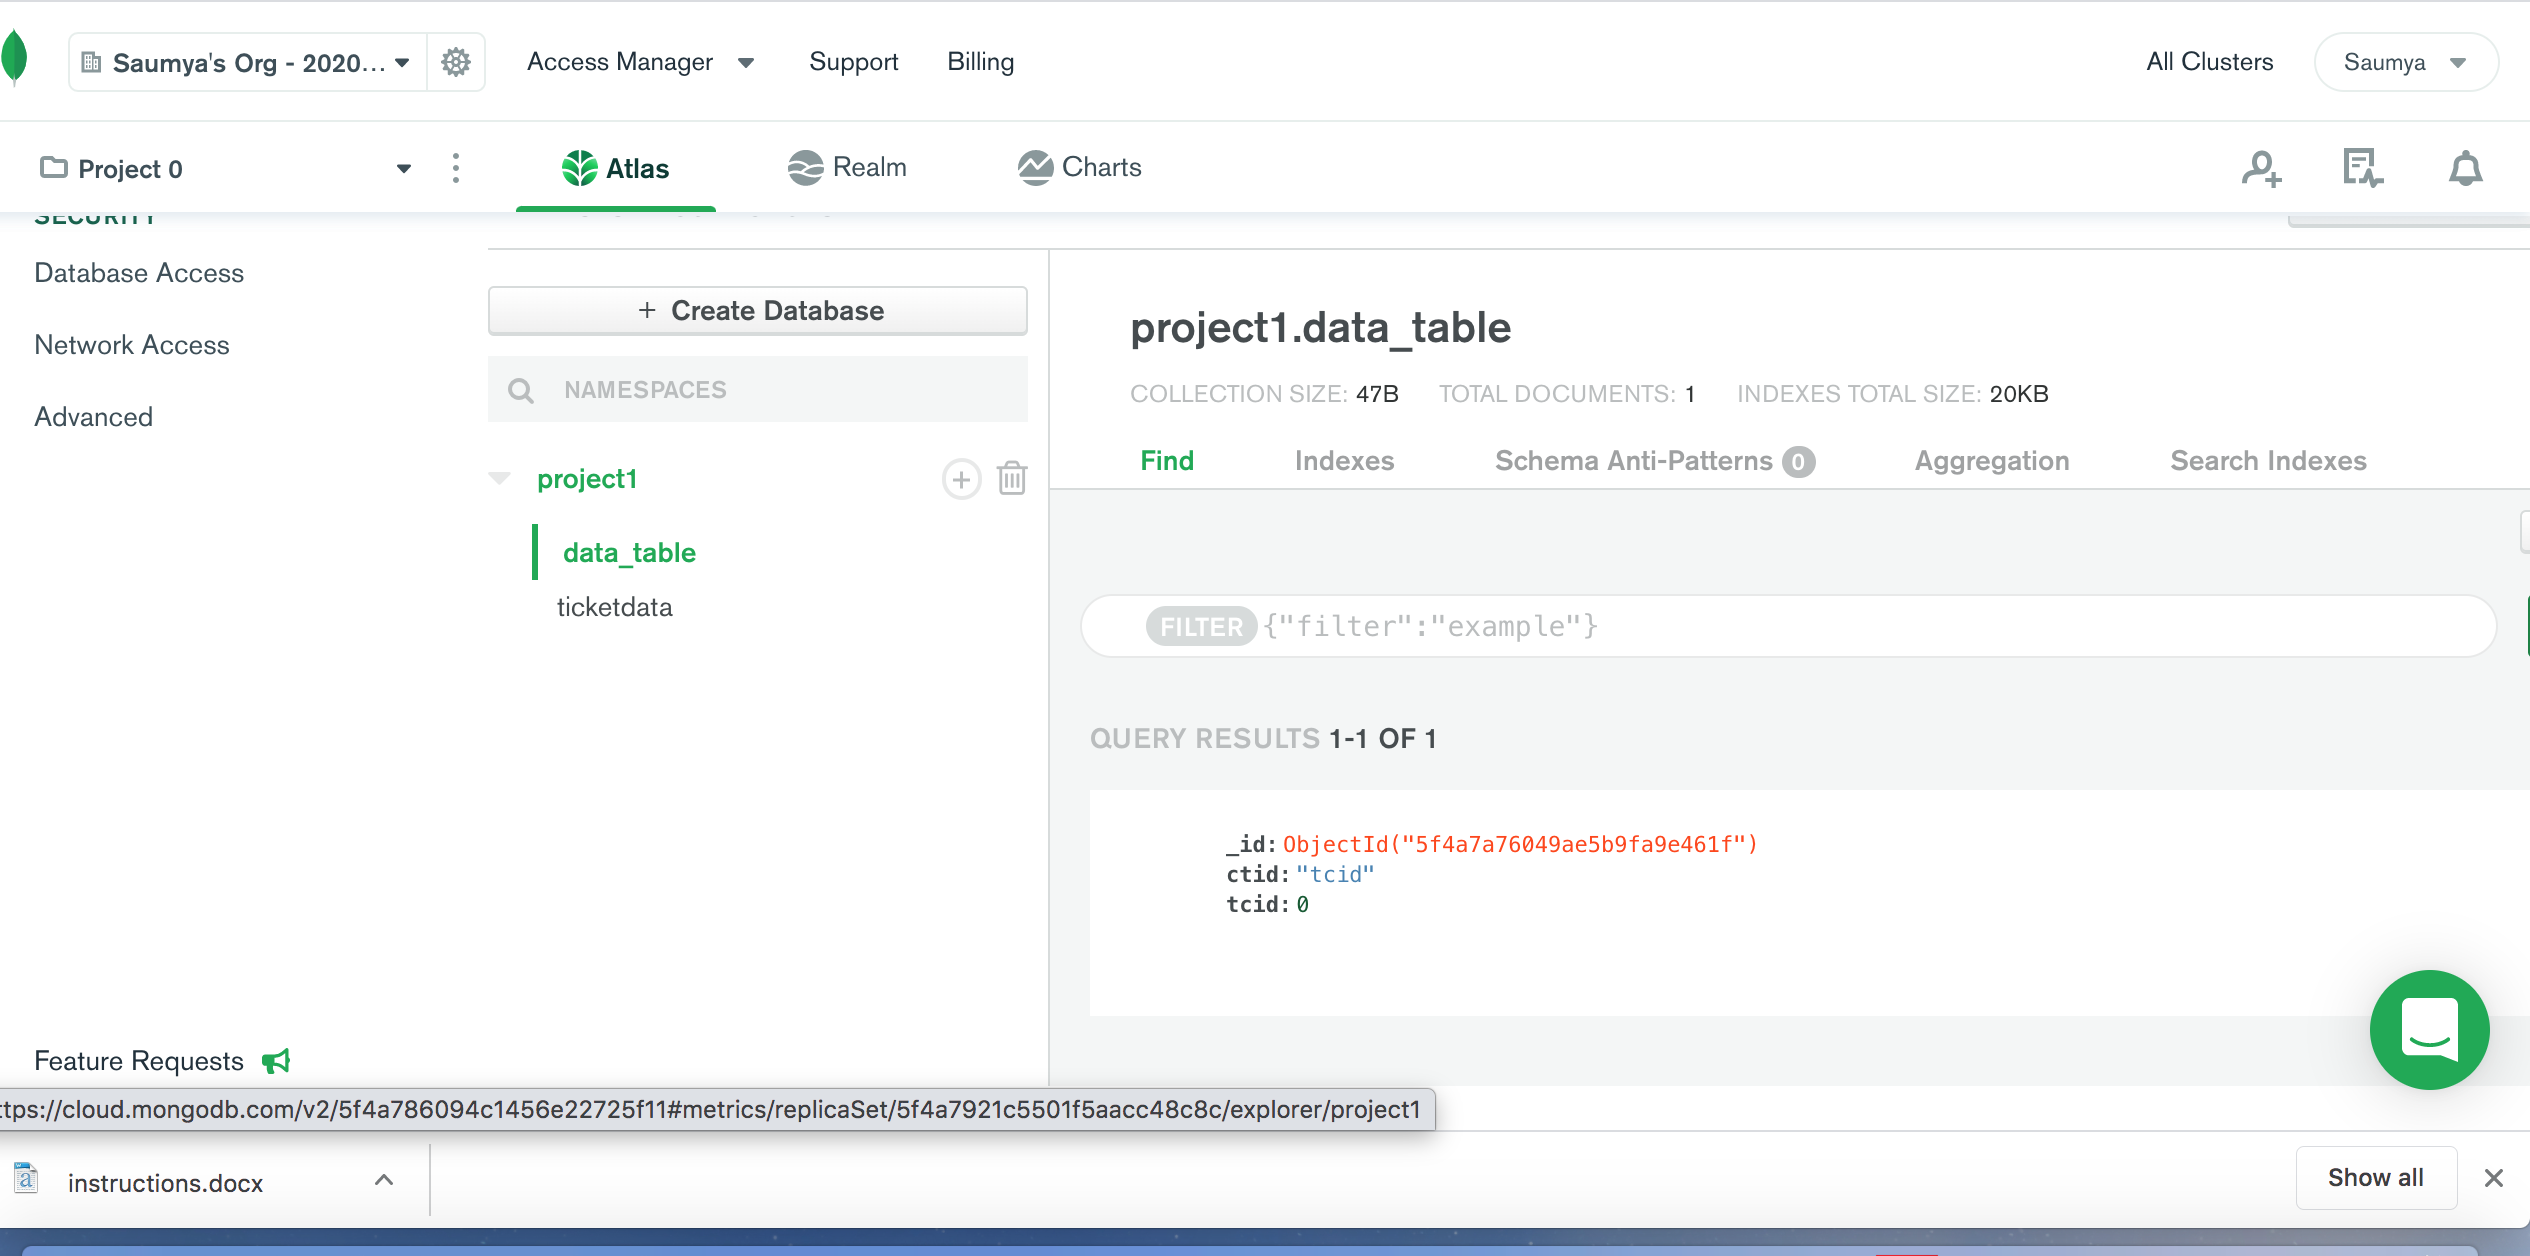 Saumya's Org - 2020... Access Manager Support Billing All Clusters Saumya
Project 0 Atlas Realm Charts
SECURITY
Database Access
Network Access
Advanced
Feature Requests
+ Create Database
NAMESPACES
project1
data_table
ticketdata
project1.data_table
COLLECTION SIZE: 47B TOTAL DOCUMENTS: 1 INDEXES TOTAL SIZE: 20KB
Find Indexes Schema Anti-Patterns 0 Aggregation Search Indexes
FILTER {"filter":"example"}
QUERY RESULTS 1-1 OF 1
_id: ObjectId("5f4a7a76049ae5b9fa9e461f")
ctid: "tcid"
tcid: 0
ttps://cloud.mongodb.com/v2/5f4a786094c1456e22725f11#metrics/replicaSet/5f4a7921c5501f5aacc48c8c/explorer/project1
instructions.docx Show all